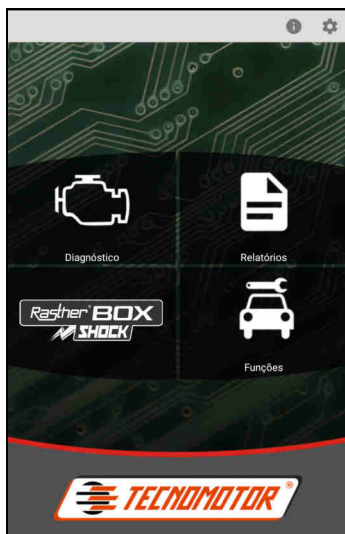 Diagnóstico
Relatórios
Rasther® BOX
SHOCK
Funções
TECNOMOTOR®